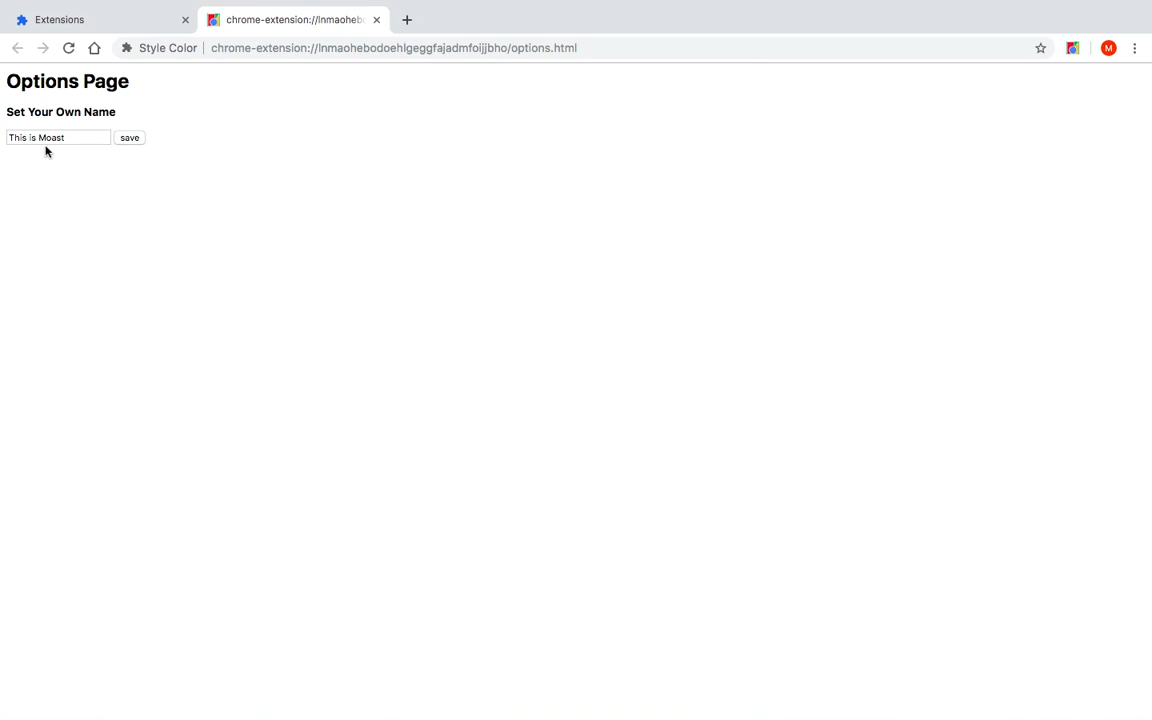 Extensions
chrome-extension://lnmaohebo
Style Color
chrome-extension://lnmaohebodoehlgeggfajadmfoijjbho/options.html
M
Options Page
Set Your Own Name
This is Moast
save